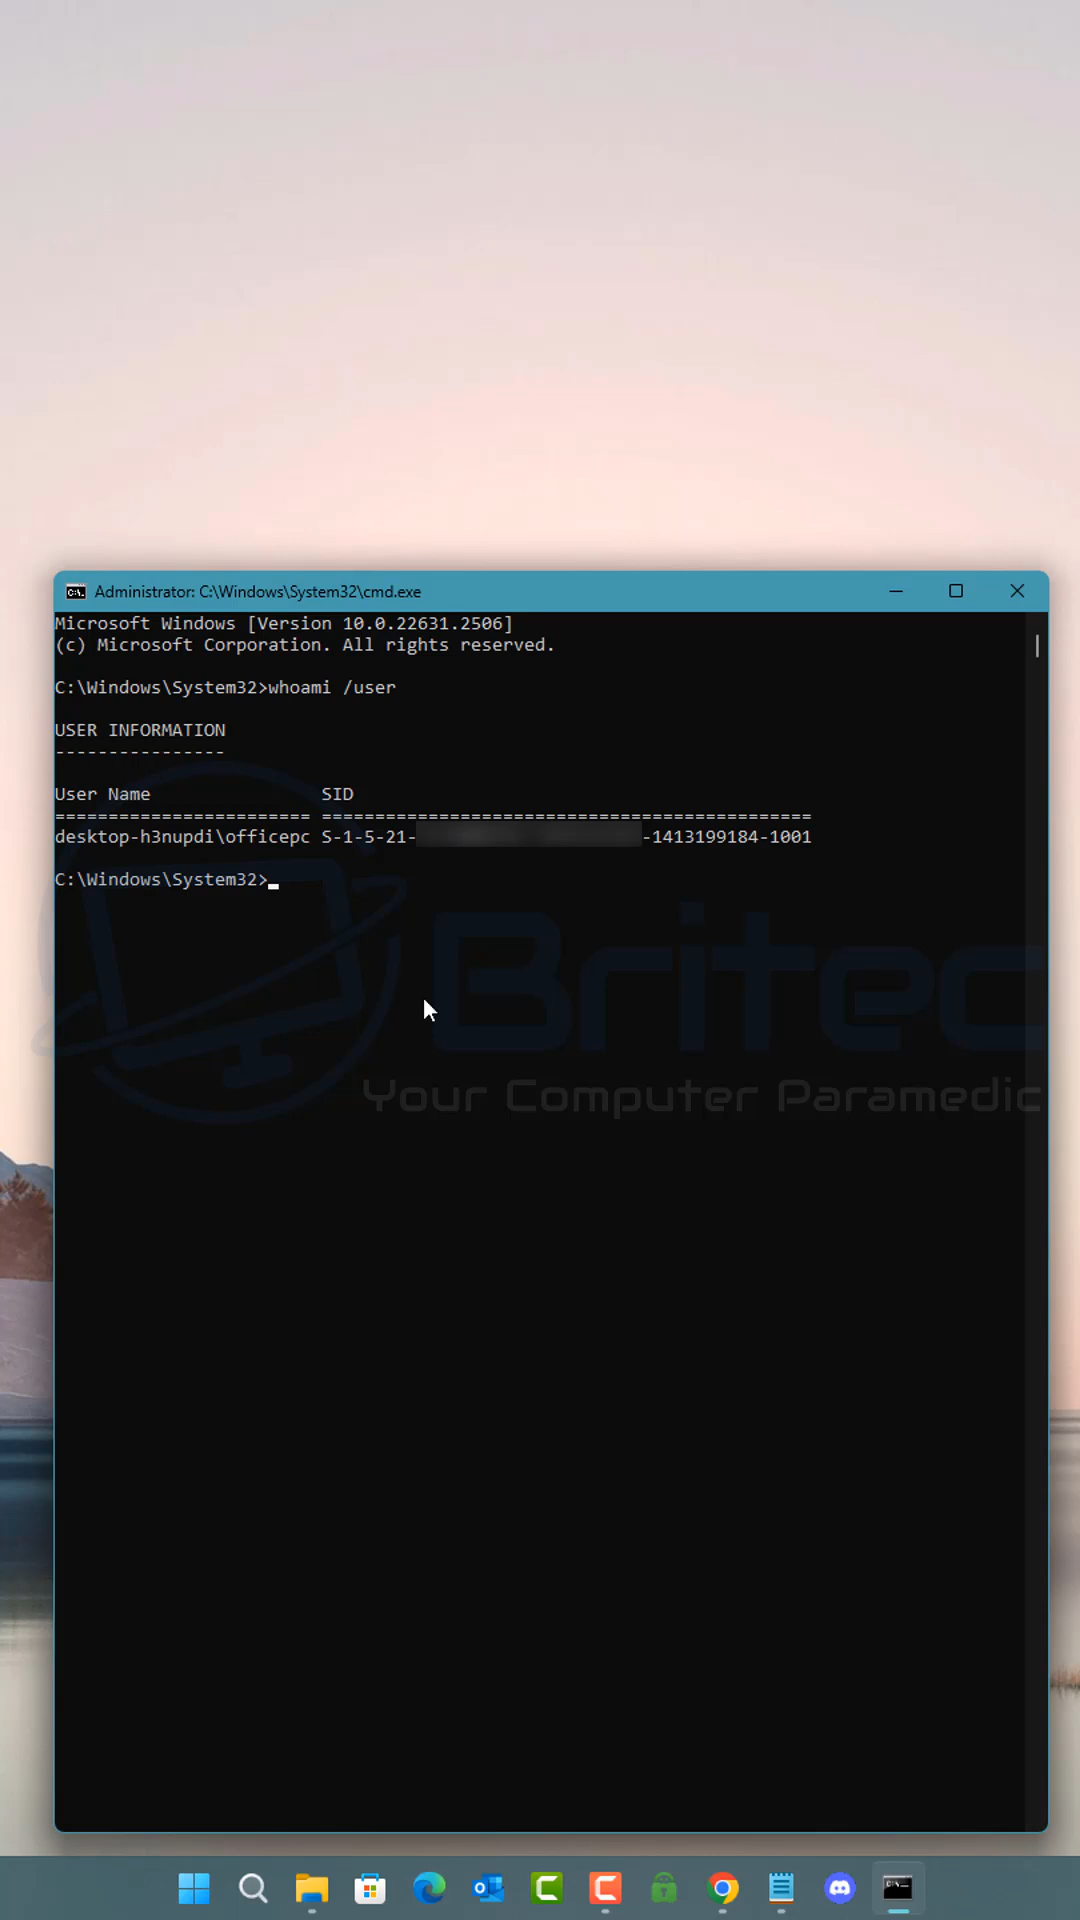 Administrator: C:\Windows\System32\cmd.exe
Microsoft Windows [Version 10.0.22631.2506]
(c) Microsoft Corporation. All rights reserved.
C:\Windows\System32>whoami /user
USER INFORMATION
----------------
User Name SID
======================== ==============================================
desktop-h3nupdi\officepc S-1-5-21- -1413199184-1001
C:\Windows\System32>
Britec
Your Computer Paramedic